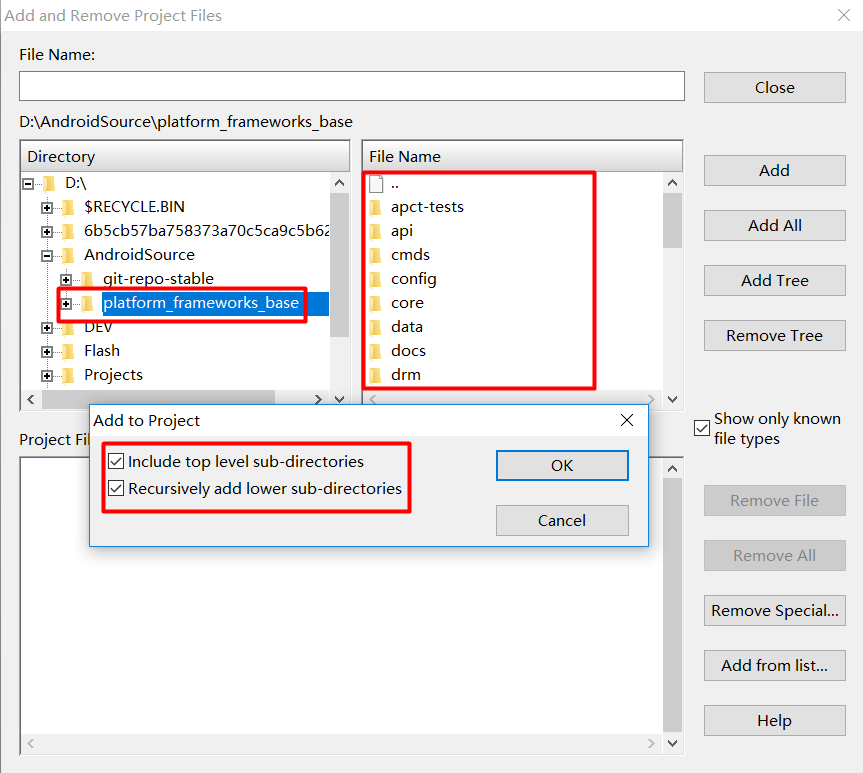 Add and Remove Project Files
File Name:
Close
D:\AndroidSource\platform_frameworks_base
Directory
D:\
$RECYCLE.BIN
6b5cb57ba758373a70c5ca9c5b62
AndroidSource
git-repo-stable
platform_frameworks_base
DEV
Flash
Projects
File Name
..
apct-tests
api
cmds
config
core
data
docs
drm
Add
Add All
Add Tree
Remove Tree
Show only known
file types
Add to Project
Include top level sub-directories
Recursively add lower sub-directories
OK
Cancel
Project Fil
Remove File
Remove All
Remove Special...
Add from list...
Help